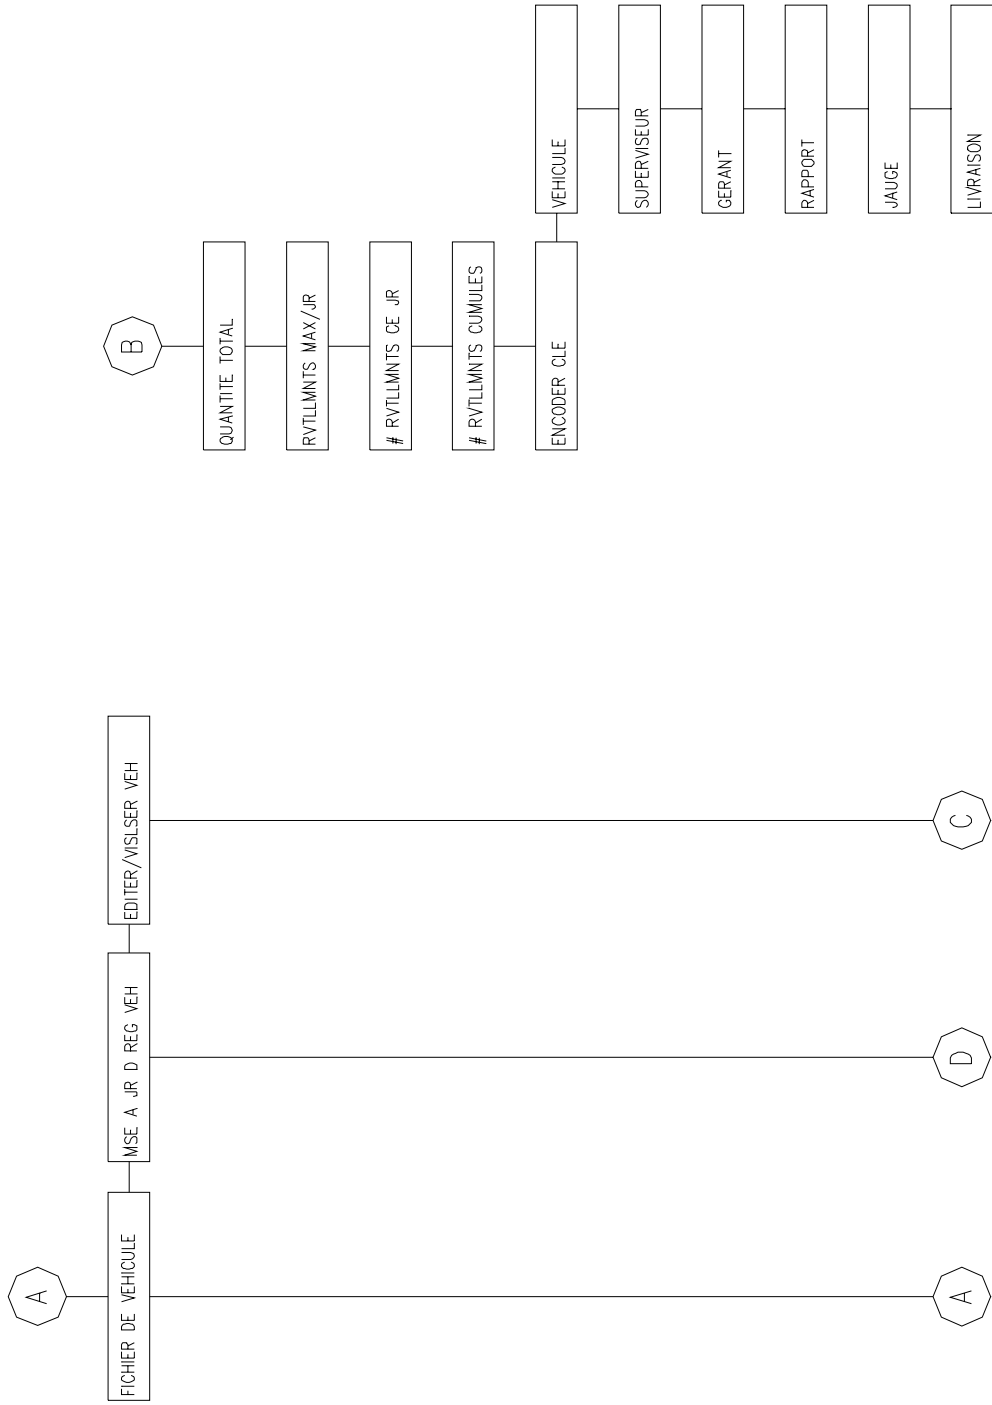 A
FICHIER DE VEHICULE
MSE A JR D REG VEH
EDITER/VISLSER VEH
A
D
C
B
QUANTITE TOTAL
RVTLLMNTS MAX/JR
# RVTLLMNTS CE JR
# RVTLLMNTS CUMULES
ENCODER CLE
VEHICULE
SUPERVISEUR
GERANT
RAPPORT
JAUGE
LIVRAISON